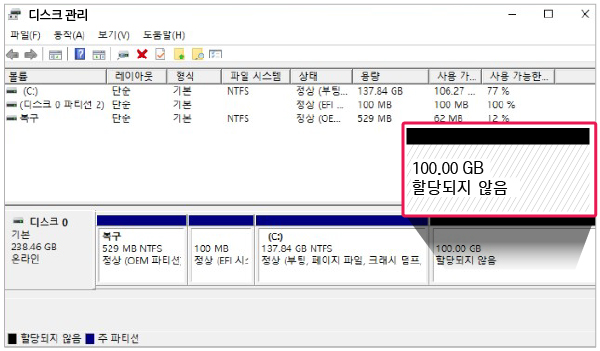 디스크 관리
파일(F) 동작(A) 보기(V) 도움말(H)
볼륨 레이아웃 형식 파일 시스템 상태 용량 사용 가... 사용 가능한...
(C:) 단순 기본 NTFS 정상 (부팅... 137.84 GB 106.27 ... 77 %
(디스크 0 파티션 2) 단순 기본 정상 (EFI ... 100 MB 100 MB 100 %
복구 단순 기본 NTFS 정상 (OE... 529 MB 62 MB 12 %
100.00 GB
할당되지 않음
디스크 0
기본
238.46 GB
온라인
복구
529 MB NTFS
정상 (OEM 파티션
100 MB
정상 (EFI 시
(C:)
137.84 GB NTFS
정상 (부팅, 페이지 파일, 크래시 덤프,
100.00 GB
할당되지 않음
할당되지 않음 주 파티션